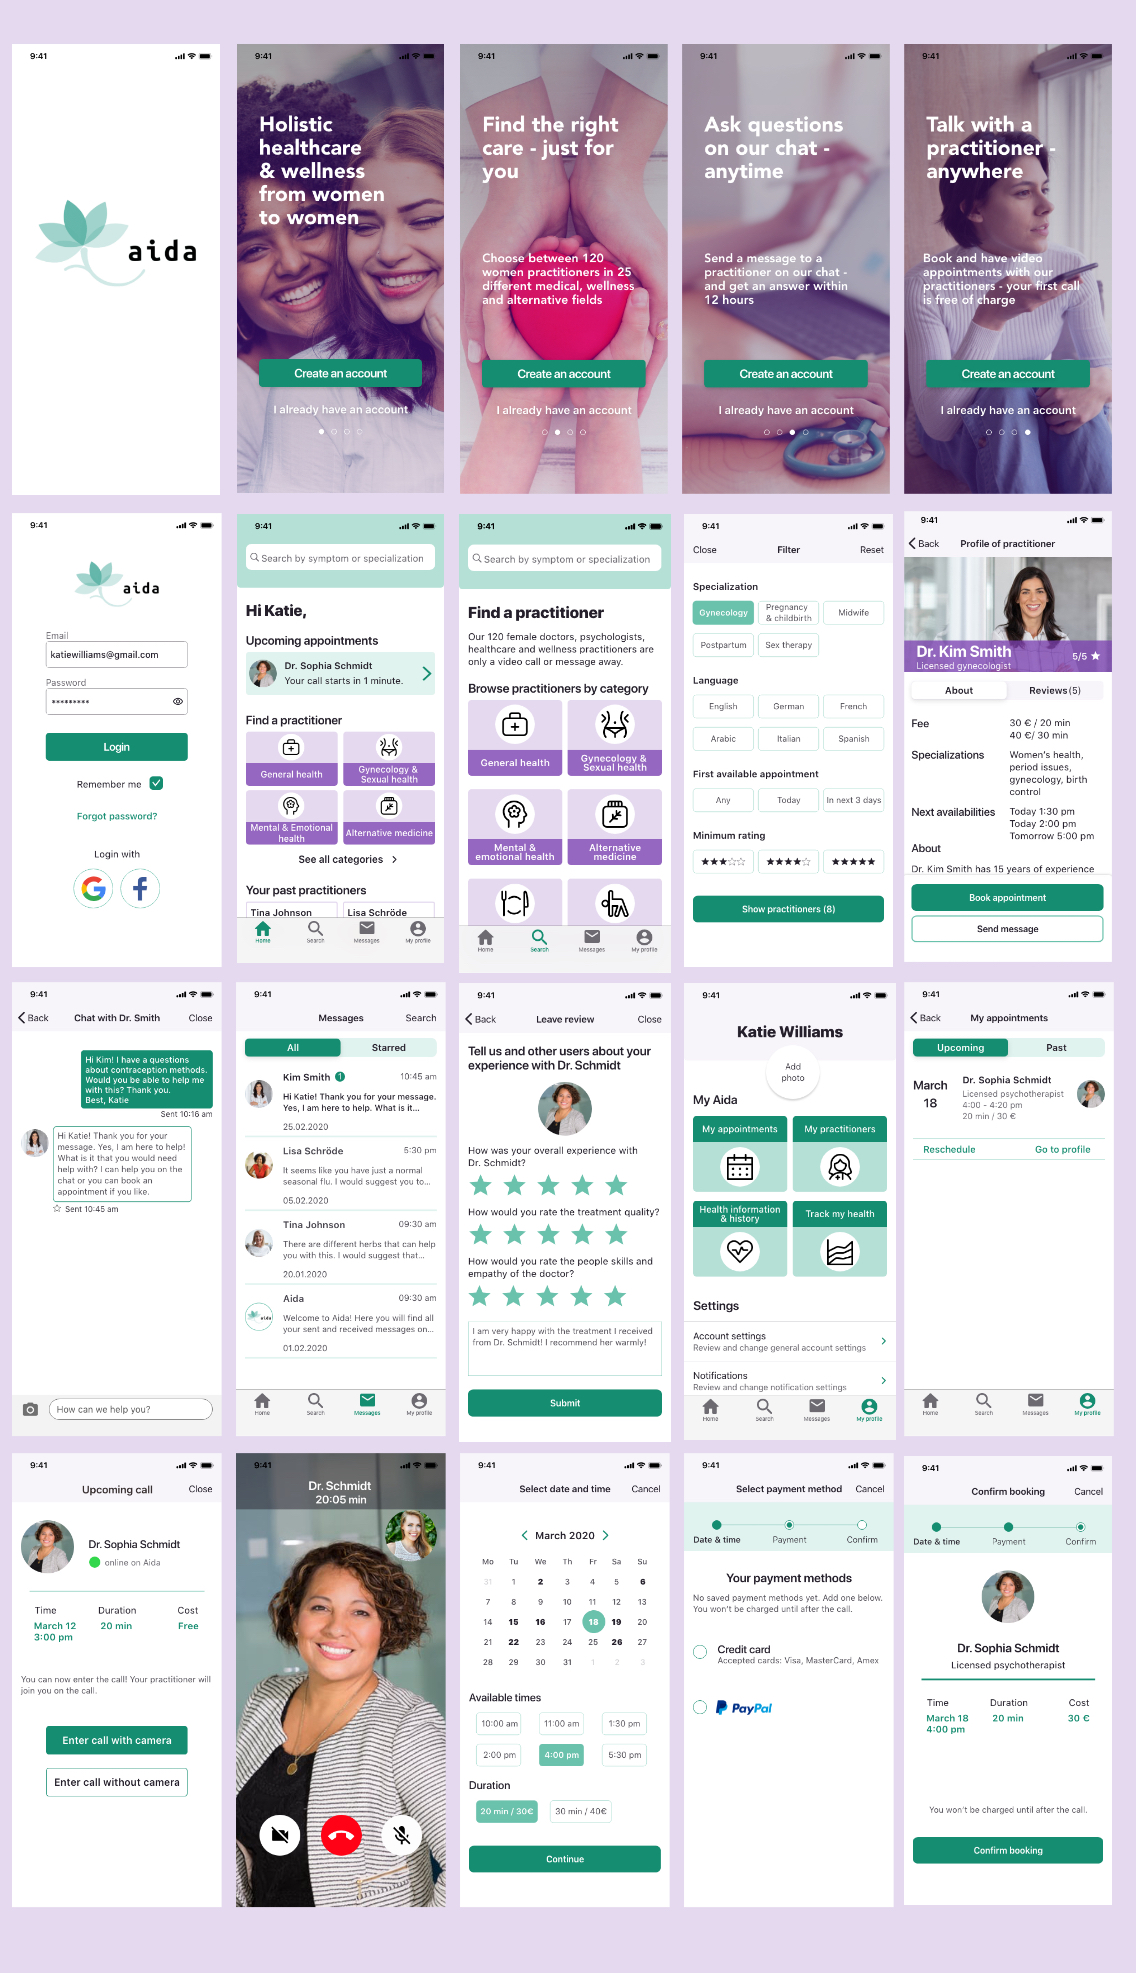 9:41
aida
9:41
Holistic
healthcare
& wellness
from women
to women
Create an account
I already have an account
9:41
Find the right
care - just for
you
Choose between 120
women practitioners in 25
different medical, wellness
and alternative fields
Create an account
I already have an account
9:41
Ask questions
on our chat -
anytime
Send a message to a
practitioner on our chat -
and get an answer within
12 hours
Create an account
I already have an account
9:41
Talk with a
practitioner -
anywhere
Book and have video
appointments with our
practitioners - your first call
is free of charge
Create an account
I already have an account
9:41
aida
Email
katiewilliams@gmail.com
Password
*********
Login
Remember me
Forgot password?
Login with
9:41
Search by symptom or specialization
Hi Katie,
Upcoming appointments
Dr. Sophia Schmidt
Your call starts in 1 minute.
Find a practitioner
General health
Gynecology &
Sexual health
Mental & Emotional
health
Alternative medicine
See all categories
Your past practitioners
Tina Johnson
Lisa Schröde
Home
Search
Messages
My profile
9:41
Search by symptom or specialization
Find a practitioner
Our 120 female doctors, psychologists,
healthcare and wellness practitioners are
only a video call or message away.
Browse practitioners by category
General health
Gynecology &
Sexual health
Mental &
emotional health
Alternative
medicine
Home
Search
Messages
My profile
9:41
Close
Filter
Reset
Specialization
Gynecology
Pregnancy
& childbirth
Midwife
Postpartum
Sex therapy
Language
English
German
French
Arabic
Italian
Spanish
First available appointment
Any
Today
In next 3 days
Minimum rating
Show practitioners (8)
9:41
Back
Profile of practitioner
Dr. Kim Smith
Licensed gynecologist
5/5
About
Reviews (5)
Fee
30 € / 20 min
40 €/ 30 min
Specializations
Women's health,
period issues,
gynecology, birth
control
Next availabilities
Today 1:30 pm
Today 2:00 pm
Tomorrow 5:00 pm
About
Dr. Kim Smith has 15 years of experience
Book appointment
Send message
9:41
Back
Chat with Dr. Smith
Close
Hi Kim! I have a questions
about contraception methods.
Would you be able to help me
with this? Thank you.
Best, Katie
Sent 10:16 am
Hi Katie! Thank you for your
message. Yes, I am here to help!
What is it that you would need
help with? I can help you on the
chat or you can book an
appointment if you like.
Sent 10:45 am
How can we help you?
9:41
Messages
Search
All
Starred
Kim Smith 1
10:45 am
Hi Katie! Thank you for your message.
Yes, I am here to help. What is it...
25.02.2020
Lisa Schröde
5:30 pm
It seems like you have just a normal
seasonal flu. I would suggest you to...
05.02.2020
Tina Johnson
09:30 am
There are different herbs that can help
you with this. I would suggest that...
20.01.2020
aida
Aida
09:30 am
Welcome to Aida! Here you will find all
your sent and received messages on...
01.02.2020
Home
Search
Messages
My profile
9:41
Back
Leave review
Close
Tell us and other users about your
experience with Dr. Schmidt
How was your overall experience with
Dr. Schmidt?
How would you rate the treatment quality?
How would you rate the people skills and
empathy of the doctor?
I am very happy with the treatment I received
from Dr. Schmidt! I recommend her warmly!
Submit
9:41
Katie Williams
Add
photo
My Aida
My appointments
My practitioners
Health information
& history
Track my health
Settings
Account settings
Review and change general account settings
Notifications
Review and change notification settings
Home
Search
Messages
My profile
9:41
Back
My appointments
Upcoming
Past
March
18
Dr. Sophia Schmidt
Licensed psychotherapist
4:00 - 4:20 pm
20 min / 30 €
Reschedule
Go to profile
Home
Search
Messages
My profile
9:41
Upcoming call
Close
Dr. Sophia Schmidt
online on Aida
Time
Duration
Cost
March 12
3:00 pm
20 min
Free
You can now enter the call! Your practitioner will
join you on the call.
Enter call with camera
Enter call without camera
9:41
Dr. Schmidt
20:05 min
9:41
Select date and time
Cancel
March 2020
Mo Tu We Th Fr Sa Su
31 1 2 3 4 5 6
7 8 9 10 11 12 13
14 15 16 17 18 19 20
21 22 23 24 25 26 27
28 29 30 31 1 2 3
Available times
10:00 am
11:00 am
1:30 pm
2:00 pm
4:00 pm
5:30 pm
Duration
20 min / 30€
30 min / 40€
Continue
9:41
Select payment method
Cancel
Date & time
Payment
Confirm
Your payment methods
No saved payment methods yet. Add one below.
You won't be charged until after the call.
Credit card
Accepted cards: Visa, MasterCard, Amex
PayPal
9:41
Confirm booking
Cancel
Date & time
Payment
Confirm
Dr. Sophia Schmidt
Licensed psychotherapist
Time
Duration
Cost
March 18
4:00 pm
20 min
30 €
You won't be charged until after the call.
Confirm booking